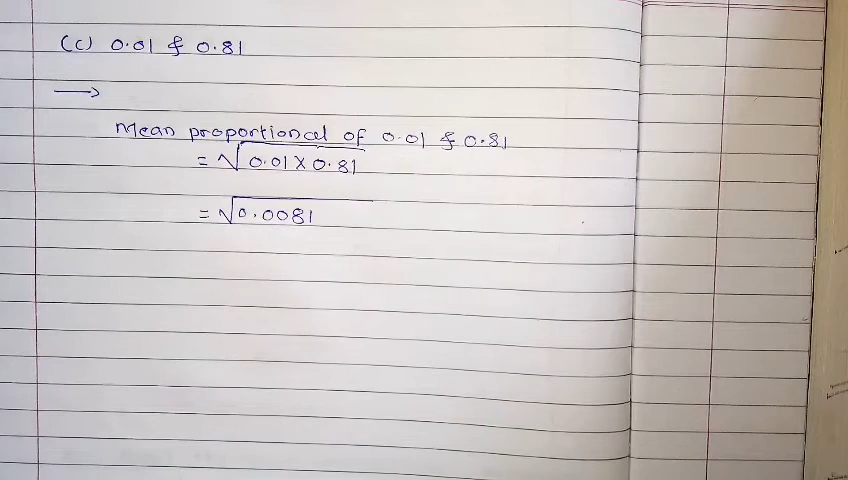 (c) 0.01 & 0.81
→
Mean proportional of 0.01 & 0.81
= √0.01 x 0.81
= √0.0081